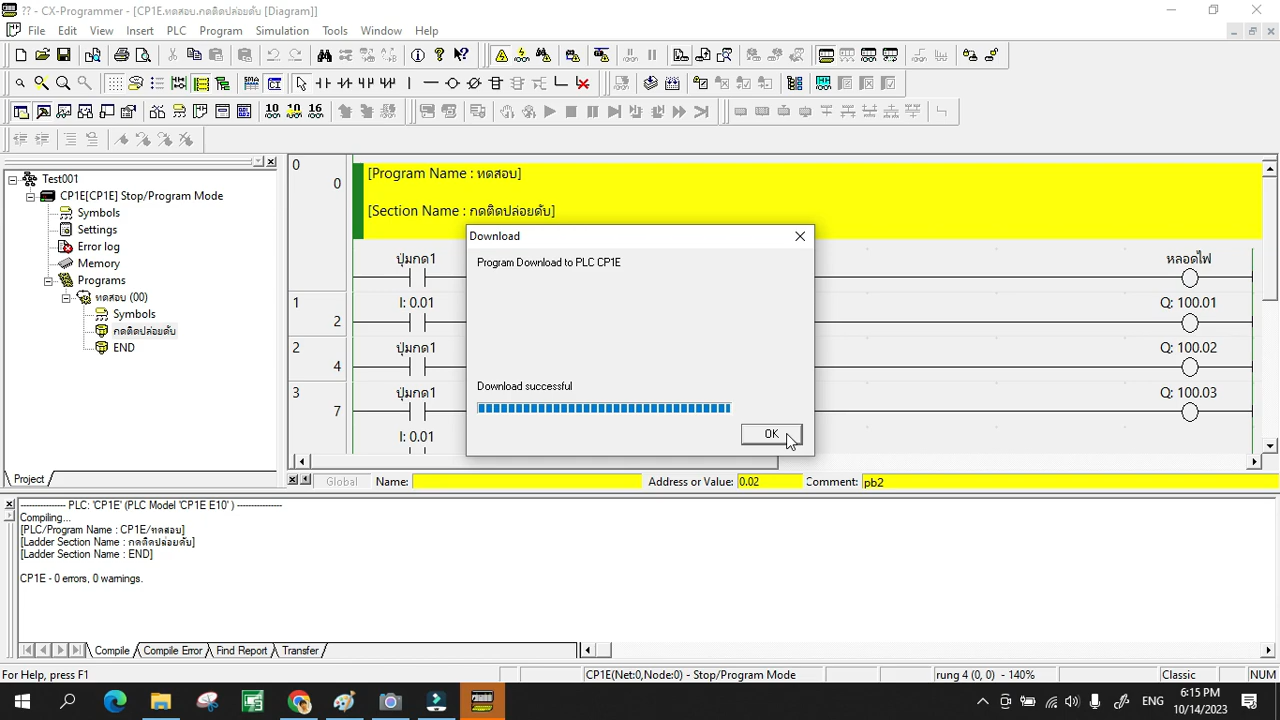 ?? - CX-Programmer - [CP1E.ทดสอบ.กดติดปล่อยดับ [Diagram]]
File Edit View Insert PLC Program Simulation Tools Window Help
10 10 16
Test001
CP1E[CP1E] Stop/Program Mode
Symbols
Settings
Error log
Memory
Programs
ทดสอบ (00)
Symbols
กดติดปล่อยดับ
END
Project
0
0
[Program Name : ทดสอบ]
[Section Name : กดติดปล่อยดับ]
ปุ่มกด1
หลอดไฟ
1
I: 0.01
Q: 100.01
2
2
ปุ่มกด1
Q: 100.02
4
3
ปุ่มกด1
Q: 100.03
7
I: 0.01
Download
Program Download to PLC CP1E
Download successful
OK
Global Name: Address or Value: 0.02 Comment: pb2
--------------- PLC: 'CP1E' (PLC Model 'CP1E E10' ) ---------------
Compiling...
[PLC/Program Name : CP1E/ทดสอบ]
[Ladder Section Name : กดติดปล่อยดับ]
[Ladder Section Name : END]
CP1E - 0 errors, 0 warnings.
Compile Compile Error Find Report Transfer
For Help, press F1
CP1E(Net:0,Node:0) - Stop/Program Mode
rung 4 (0, 0) - 140%
Classic
NUM
ENG
6:15 PM
10/14/2023